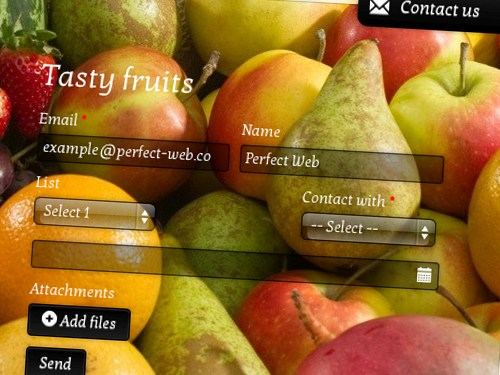 Contact us
Tasty fruits
Email *
Name
example@perfect-web.co
Perfect Web
List
Contact with *
Select 1
-- Select --
Attachments
Add files
Send